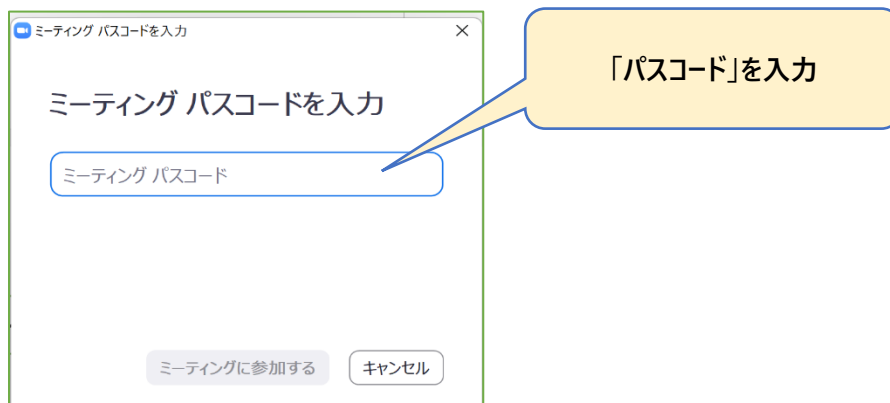 ミーティング パスコードを入力
「パスコード」を入力
ミーティング パスコードを入力
ミーティング パスコード
ミーティングに参加する
キャンセル